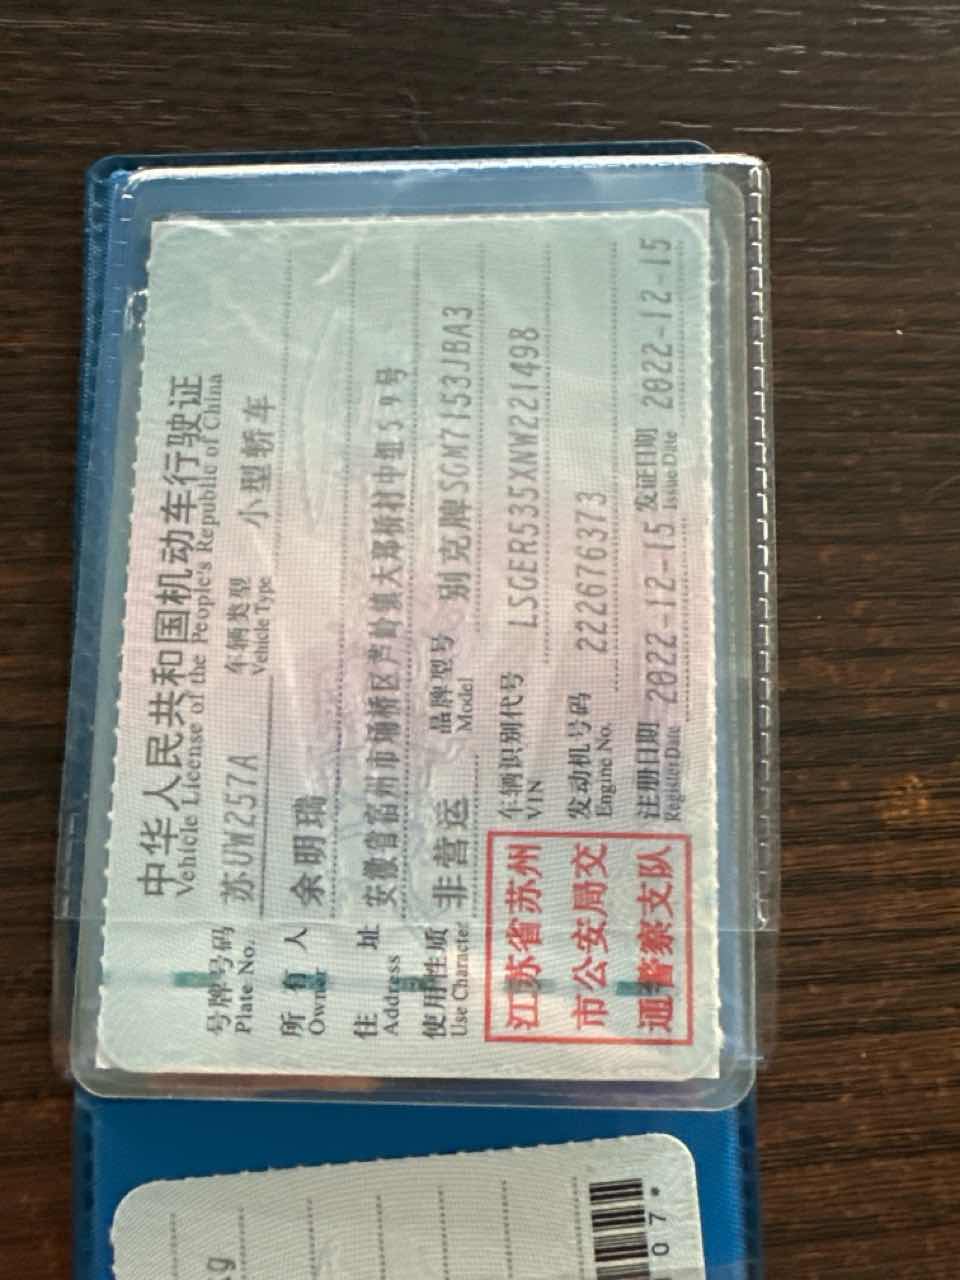 中华人民共和国机动车行驶证
Vehicle License of the People's Republic of China
号牌号码 苏UW257A 车辆类型 小型轿车
Plate No. Vehicle Type
所有人 余明瑞
Owner
住址 安徽省宿州市埇桥区芦岭镇大郑桥村中组59号
Address
使用性质 非营运 品牌型号 别克牌SGM7153JBA3
Use Character Model
车辆识别代号 LSGER535XNW221498
VIN
发动机号码 222676373
Engine No.
注册日期 2022-12-15 发证日期 2022-12-15
Register Date Issue Date
江苏省苏州
市公安局交
通警察支队
kg
07*